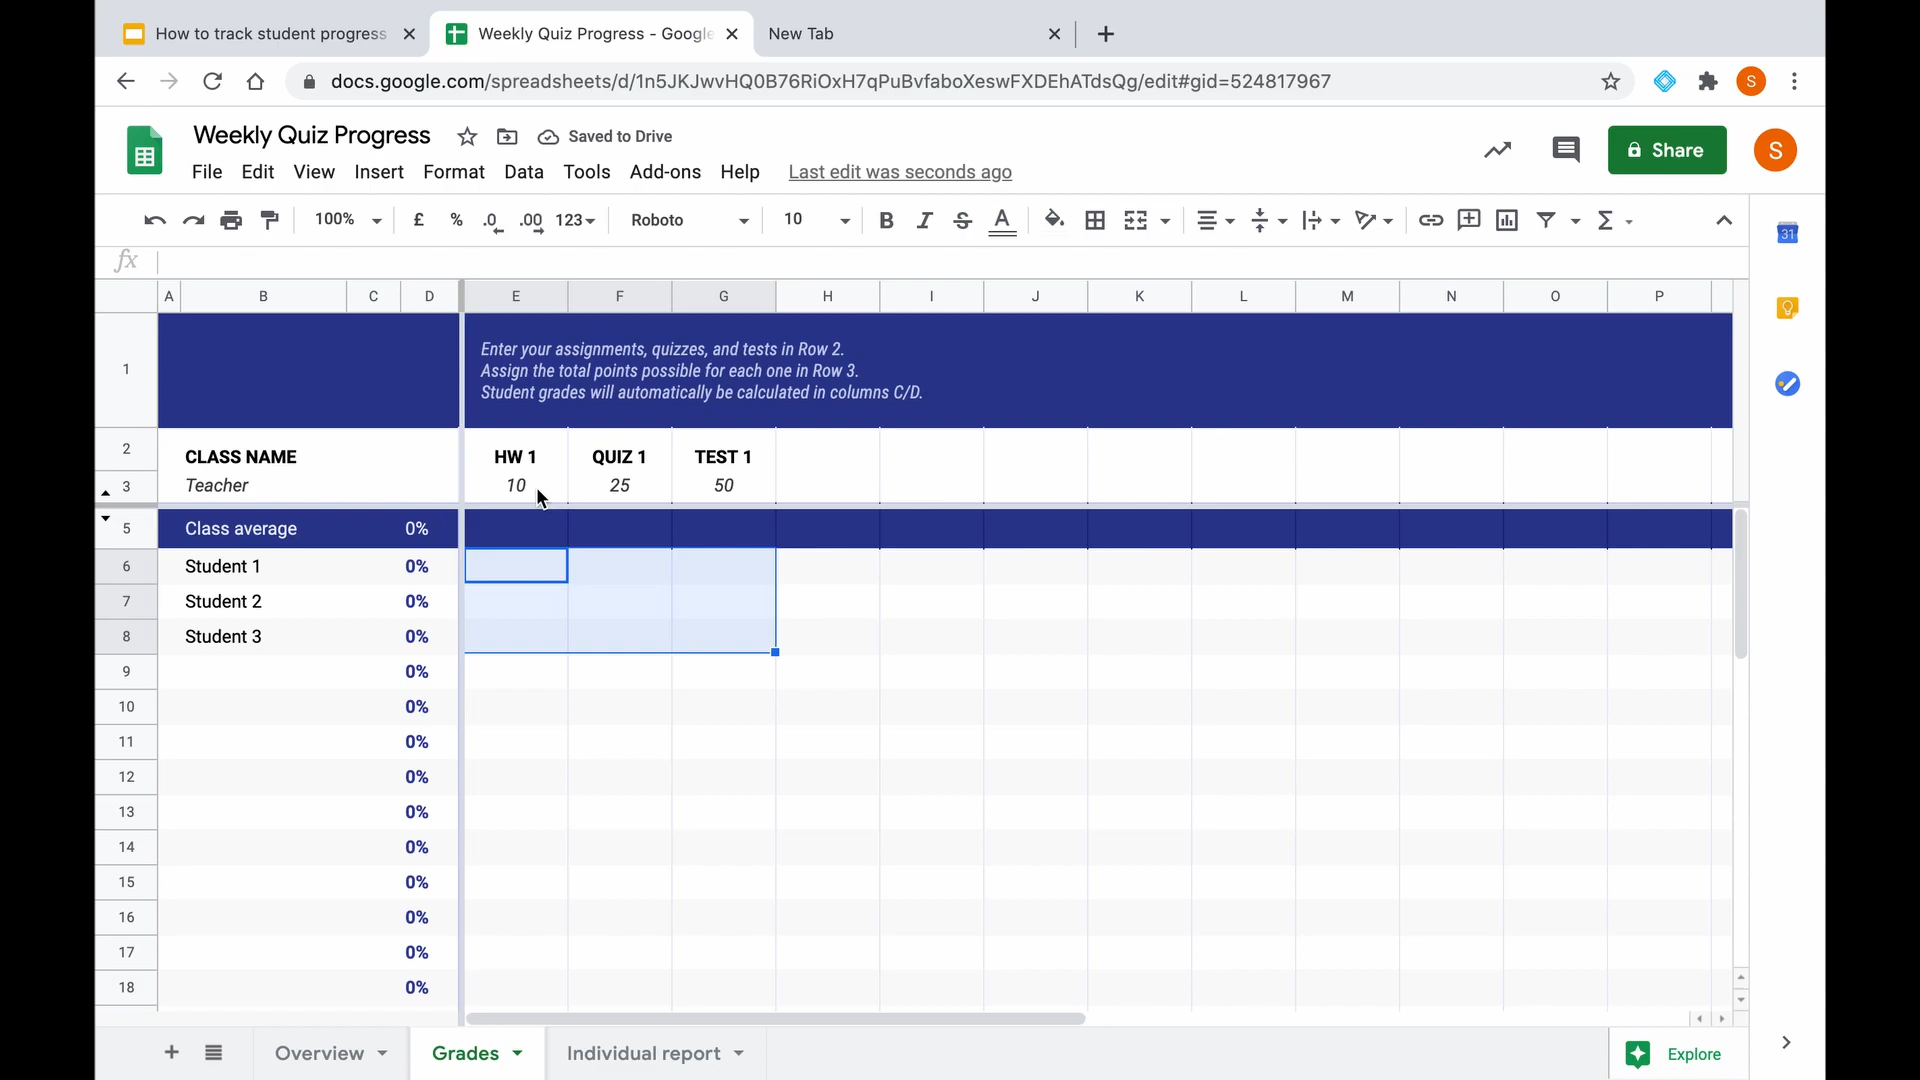 How to track student progress
Weekly Quiz Progress - Google
New Tab
docs.google.com/spreadsheets/d/1n5JKJwvHQ0B76RiOxH7qPuBvfaboXeswFXDEhATdsQg/edit#gid=524817967
S
Weekly Quiz Progress
Saved to Drive
File Edit View Insert Format Data Tools Add-ons Help Last edit was seconds ago
Share
S
100% £ % .0 .00 123 Roboto 10 B I S A Σ
31
fx
A B C D E F G H I J K L M N O P
1
Enter your assignments, quizzes, and tests in Row 2.
Assign the total points possible for each one in Row 3.
Student grades will automatically be calculated in columns C/D.
2 CLASS NAME HW 1 QUIZ 1 TEST 1
3 Teacher 10 25 50
5 Class average 0%
6 Student 1 0%
7 Student 2 0%
8 Student 3 0%
9 0%
10 0%
11 0%
12 0%
13 0%
14 0%
15 0%
16 0%
17 0%
18 0%
Overview Grades Individual report Explore